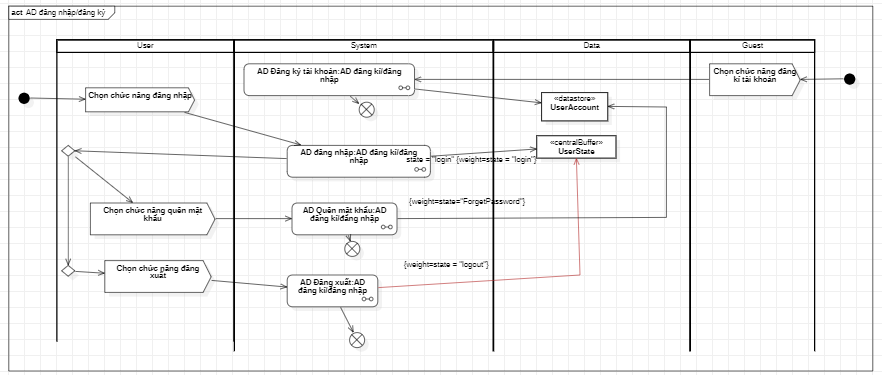 act AD đăng nhập/đăng ký
User
System
Data
Guest
AD Đăng ký tài khoản:AD đăng kí/đăng
nhập
Chọn chức năng đăng
kí tài khoản
Chọn chức năng đăng nhập
«datastore»
UserAccount
AD đăng nhập:AD đăng kí/đăng
nhập
state = "login" {weight=state = "login"}
«centralBuffer»
UserState
Chọn chức năng quên mật
khẩu
AD Quên mật khẩu:AD
đăng kí/đăng nhập
{weight=state="ForgetPassword"}
Chọn chức năng đăng
xuất
AD Đăng xuất:AD
đăng kí/đăng nhập
{weight=state = "logout"}